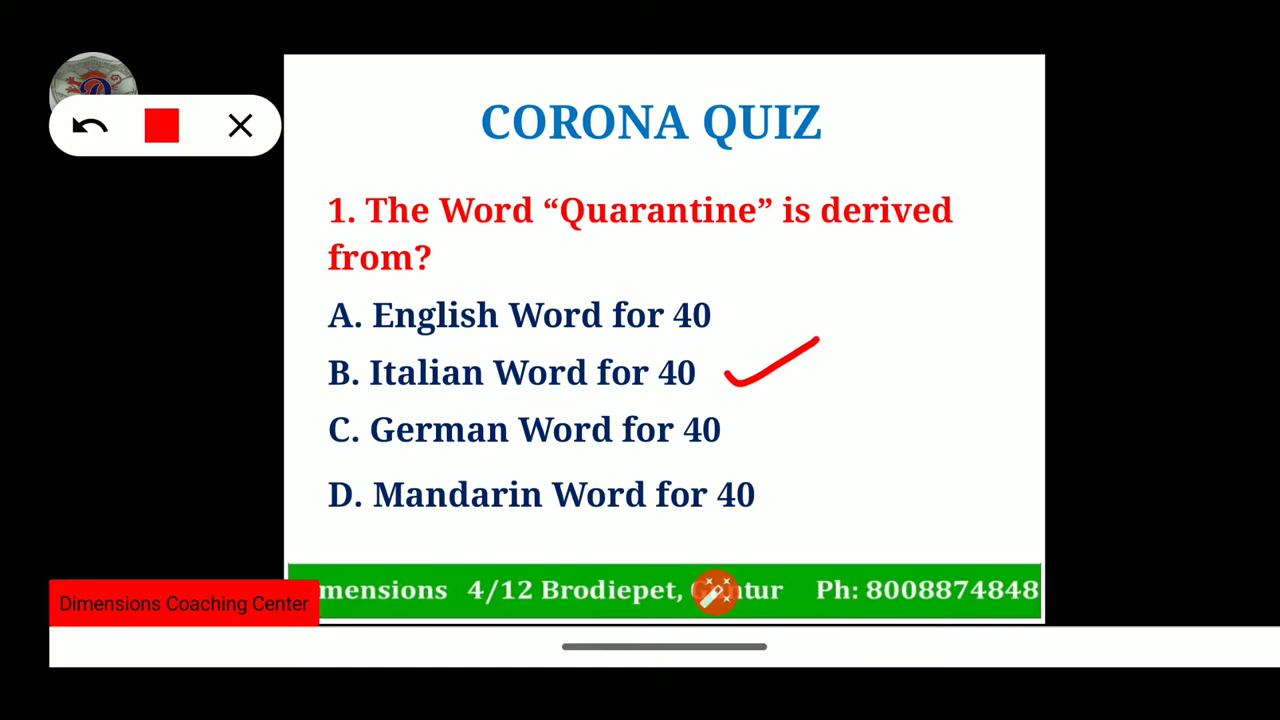 CORONA QUIZ
1. The Word “Quarantine” is derived
from?
A. English Word for 40
B. Italian Word for 40
C. German Word for 40
D. Mandarin Word for 40
mensions 4/12 Brodiepet, Ph: 8008874848
Dimensions Coaching Center